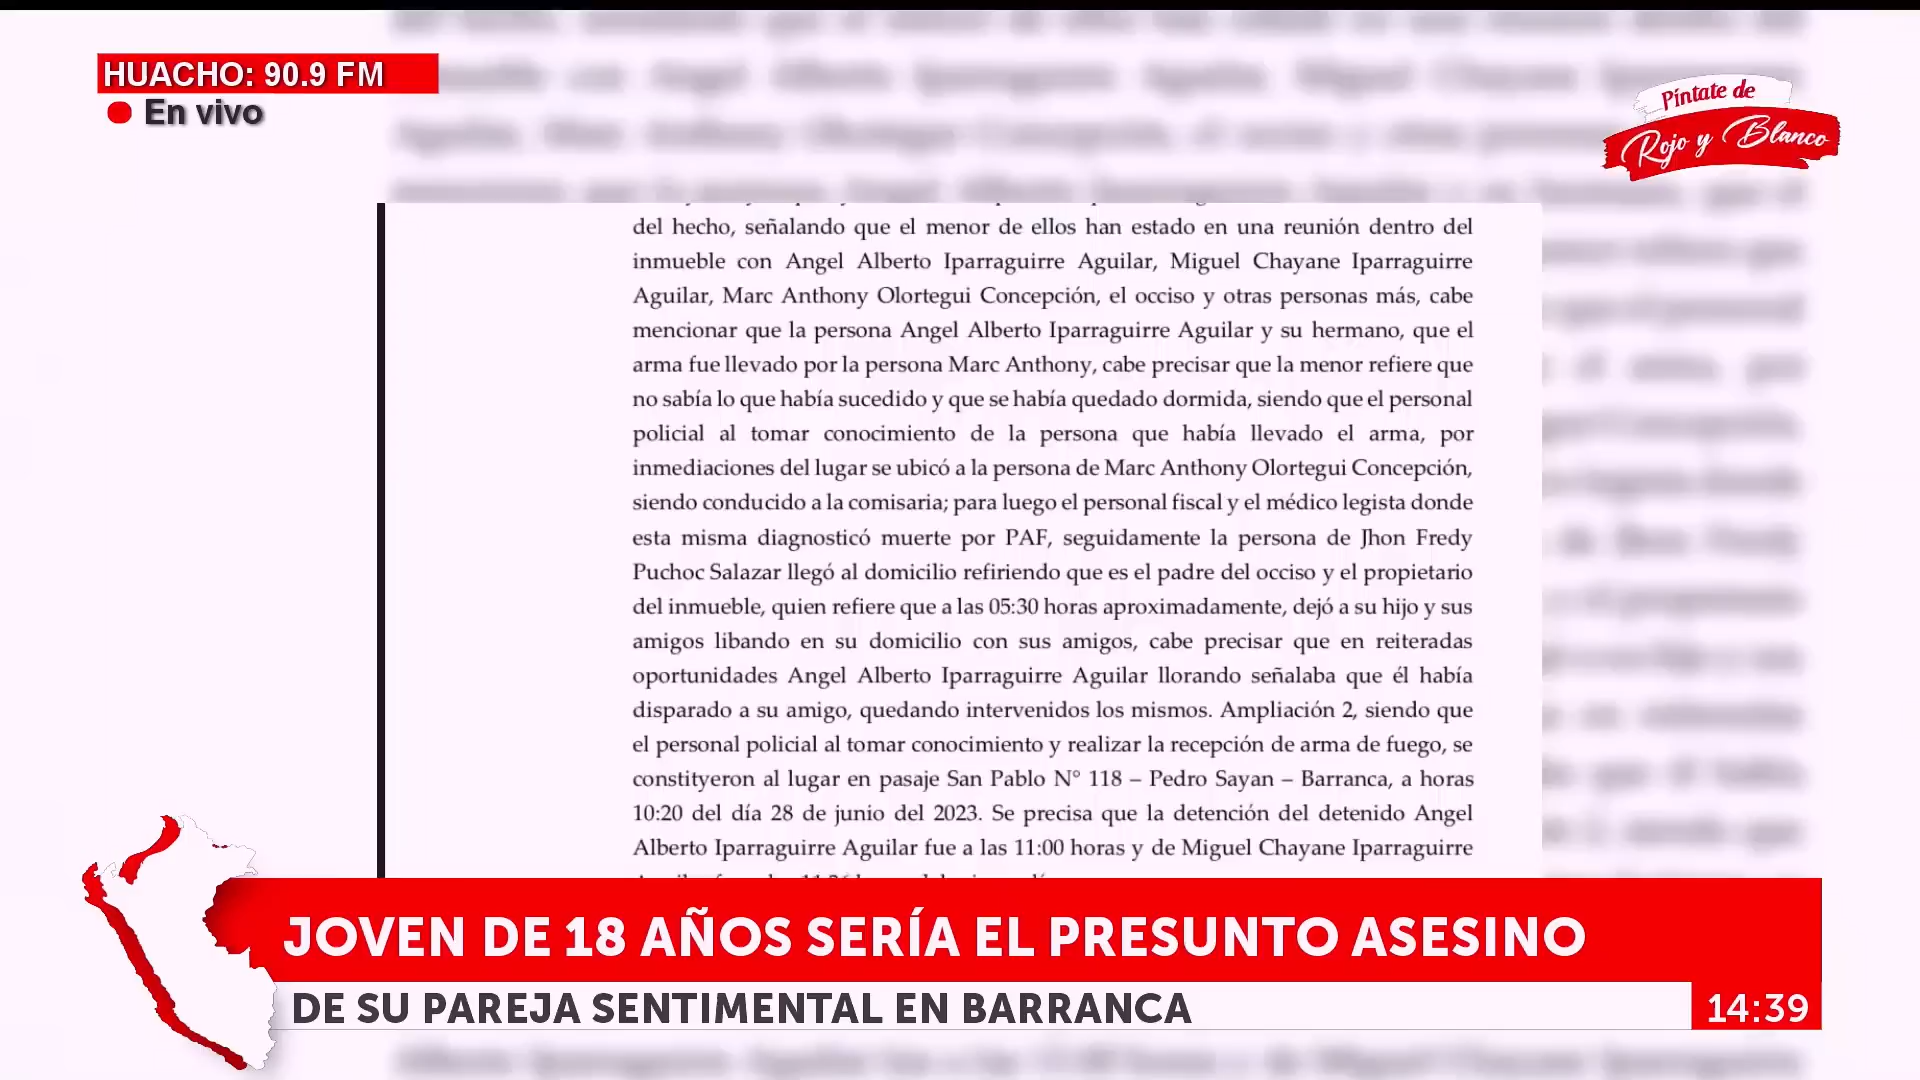 HUACHO: 90.9 FM
En vivo
Píntate de
Rojo y Blanco
del hecho, señalando que el menor de ellos han estado en una reunión dentro del
inmueble con Angel Alberto Iparraguirre Aguilar, Miguel Chayane Iparraguirre
Aguilar, Marc Anthony Olortegui Concepción, el occiso y otras personas más, cabe
mencionar que la persona Angel Alberto Iparraguirre Aguilar y su hermano, que el
arma fue llevado por la persona Marc Anthony, cabe precisar que la menor refiere que
no sabía lo que había sucedido y que se había quedado dormida, siendo que el personal
policial al tomar conocimiento de la persona que había llevado el arma, por
inmediaciones del lugar se ubicó a la persona de Marc Anthony Olortegui Concepción,
siendo conducido a la comisaria; para luego el personal fiscal y el médico legista donde
esta misma diagnosticó muerte por PAF, seguidamente la persona de Jhon Fredy
Puchoc Salazar llegó al domicilio refiriendo que es el padre del occiso y el propietario
del inmueble, quien refiere que a las 05:30 horas aproximadamente, dejó a su hijo y sus
amigos libando en su domicilio con sus amigos, cabe precisar que en reiteradas
oportunidades Angel Alberto Iparraguirre Aguilar llorando señalaba que él había
disparado a su amigo, quedando intervenidos los mismos. Ampliación 2, siendo que
el personal policial al tomar conocimiento y realizar la recepción de arma de fuego, se
constityeron al lugar en pasaje San Pablo N° 118 – Pedro Sayan – Barranca, a horas
10:20 del día 28 de junio del 2023. Se precisa que la detención del detenido Angel
Alberto Iparraguirre Aguilar fue a las 11:00 horas y de Miguel Chayane Iparraguirre
JOVEN DE 18 AÑOS SERÍA EL PRESUNTO ASESINO
DE SU PAREJA SENTIMENTAL EN BARRANCA
14:39